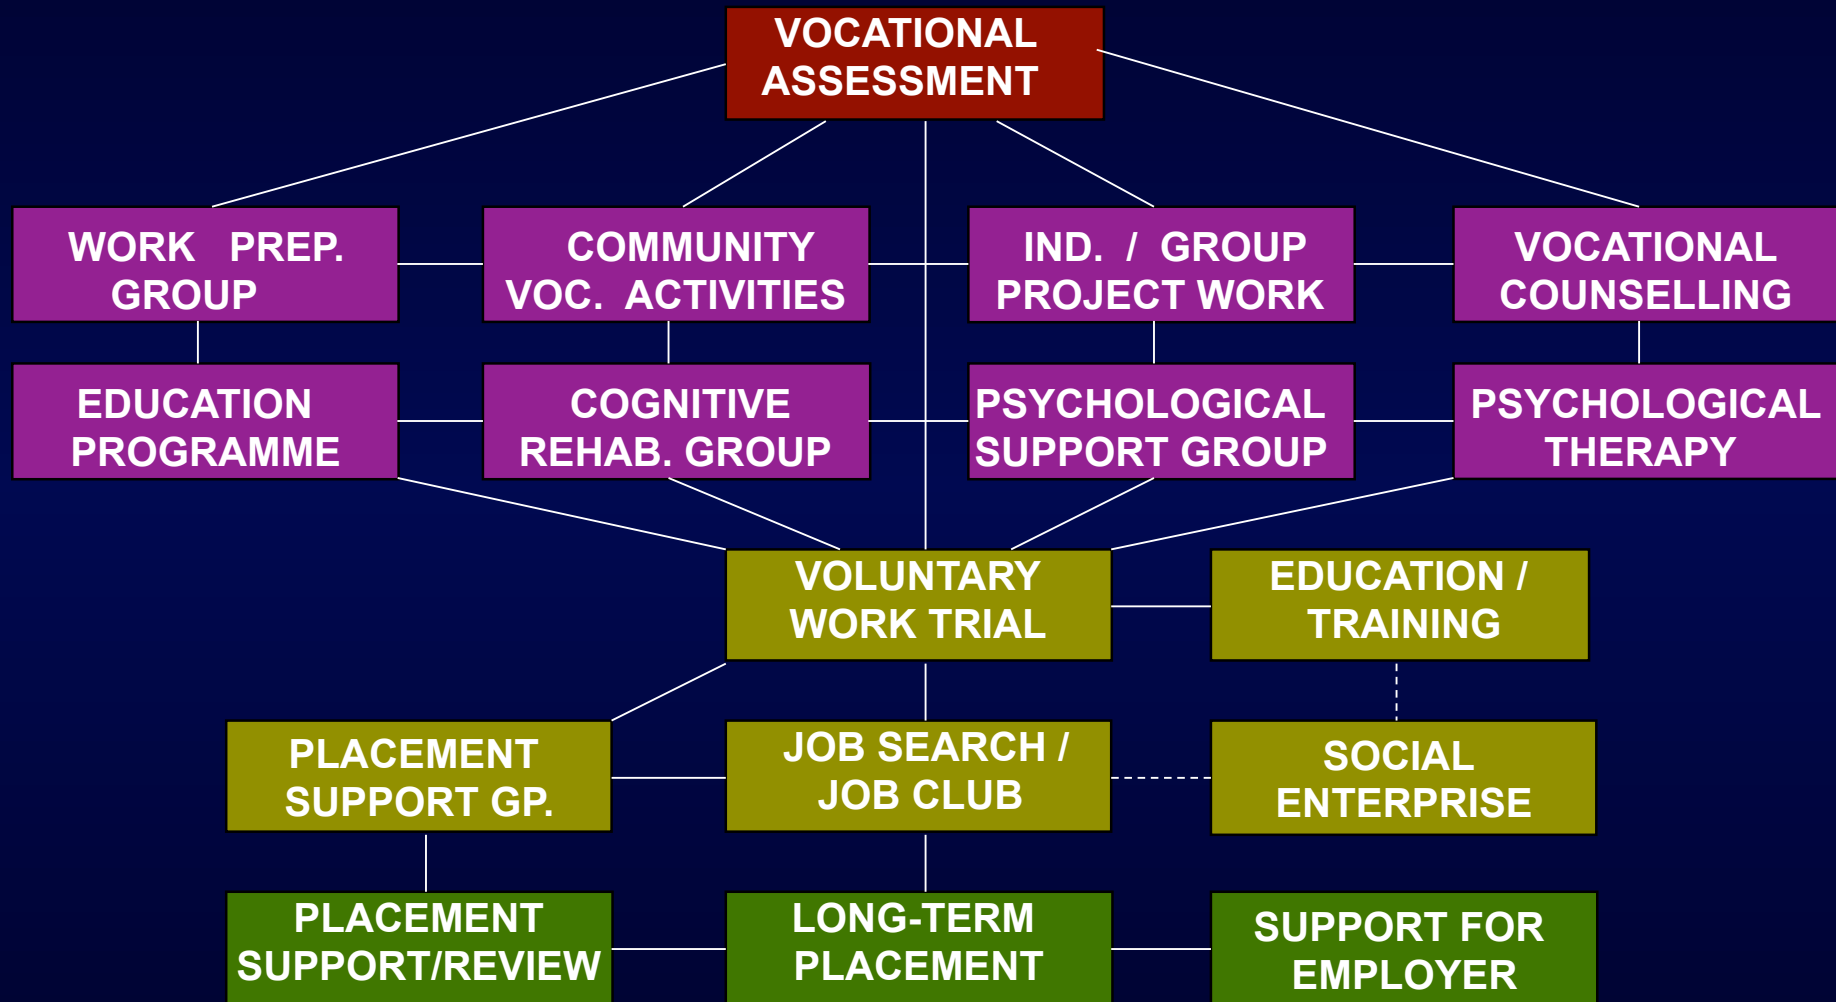 VOCATIONAL
ASSESSMENT
WORK PREP.
GROUP
COMMUNITY
VOC. ACTIVITIES
IND. / GROUP
PROJECT WORK
VOCATIONAL
COUNSELLING
EDUCATION
PROGRAMME
COGNITIVE
REHAB. GROUP
PSYCHOLOGICAL
SUPPORT GROUP
PSYCHOLOGICAL
THERAPY
VOLUNTARY
WORK TRIAL
EDUCATION /
TRAINING
PLACEMENT
SUPPORT GP.
JOB SEARCH /
JOB CLUB
SOCIAL
ENTERPRISE
PLACEMENT
SUPPORT/REVIEW
LONG-TERM
PLACEMENT
SUPPORT FOR
EMPLOYER